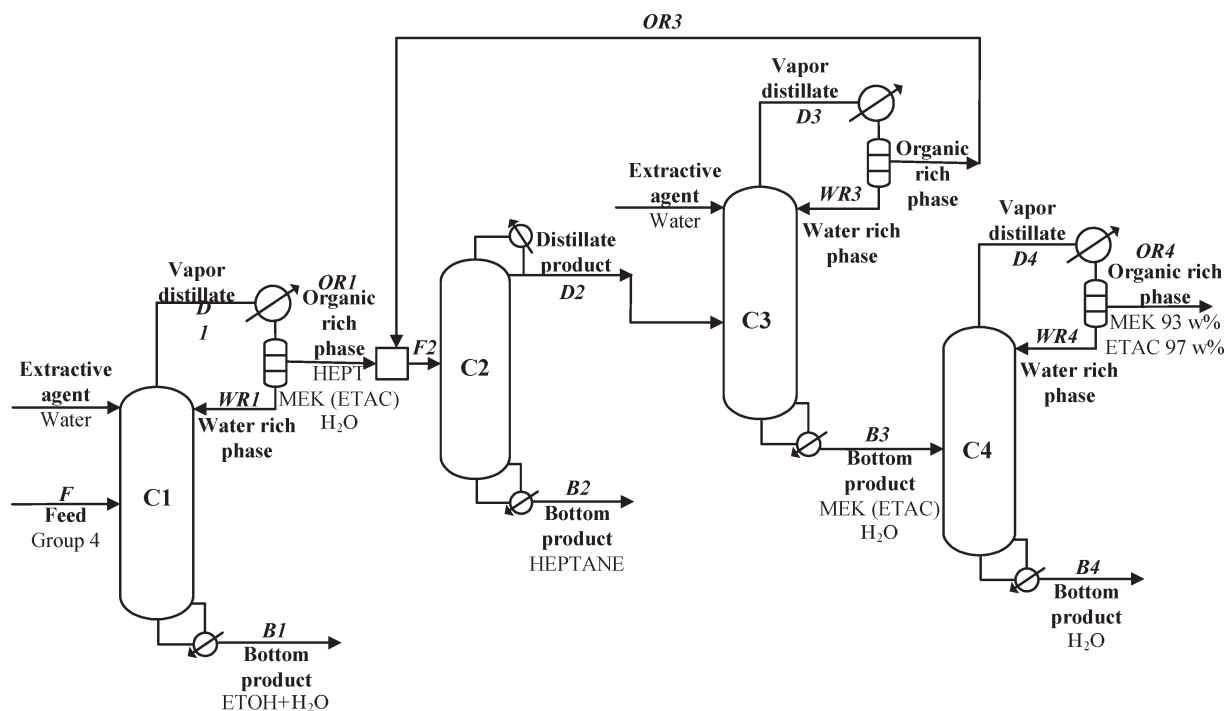 OR3
Vapor
distillate
D3
Organic
rich
phase
Extractive
agent
Water
WR3
Water rich
phase
C3
Vapor
distillate
D4
OR4
Organic rich
phase
MEK 93 w%
ETAC 97 w%
WR4
Water rich
phase
Distillate
product
D2
Vapor
distillate
D
1
OR1
Organic
rich
phase
HEPT
MEK (ETAC)
H2O
F2
C2
Extractive
agent
Water
WR1
Water rich
phase
C1
F
Feed
Group 4
B3
Bottom
product
MEK (ETAC)
H2O
C4
B2
Bottom
product
HEPTANE
B4
Bottom
product
H2O
B1
Bottom
product
ETOH+H2O